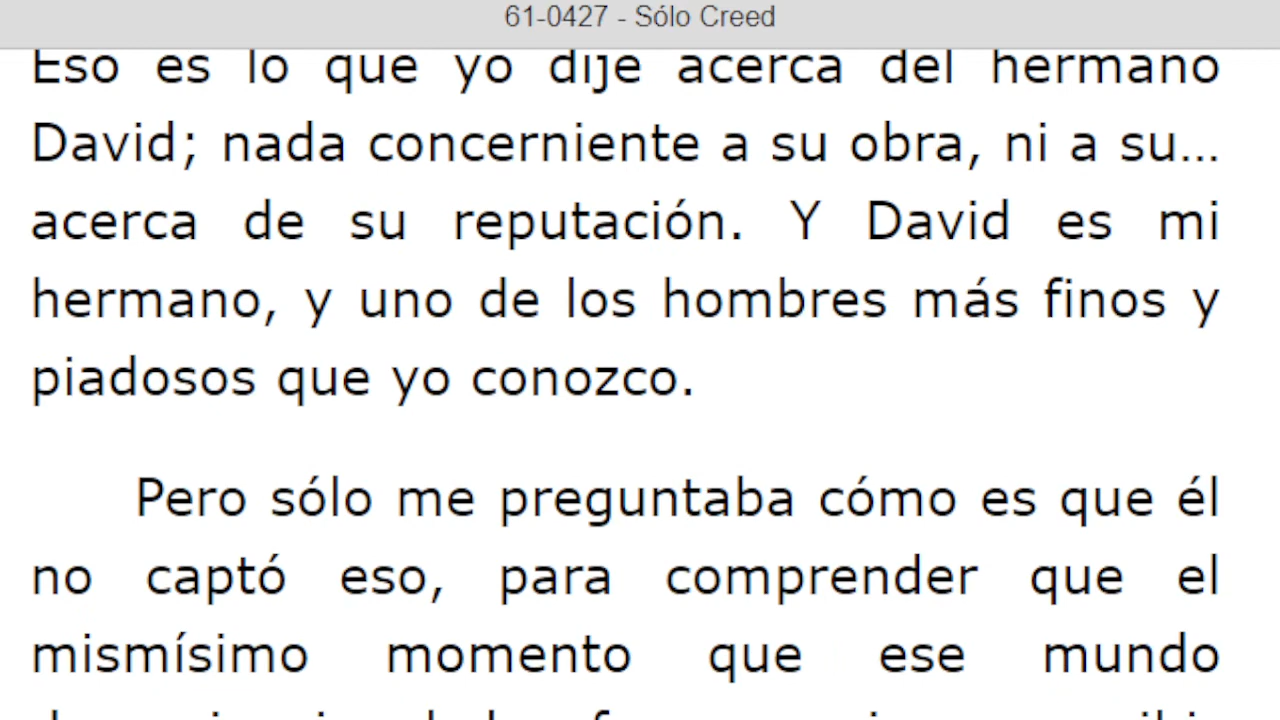 61-0427 - Sólo Creed
Eso es lo que yo dije acerca del hermano
David; nada concerniente a su obra, ni a su...
acerca de su reputación. Y David es mi
hermano, y uno de los hombres más finos y
piadosos que yo conozco.
Pero sólo me preguntaba cómo es que él
no captó eso, para comprender que el
mismísimo momento que ese mundo